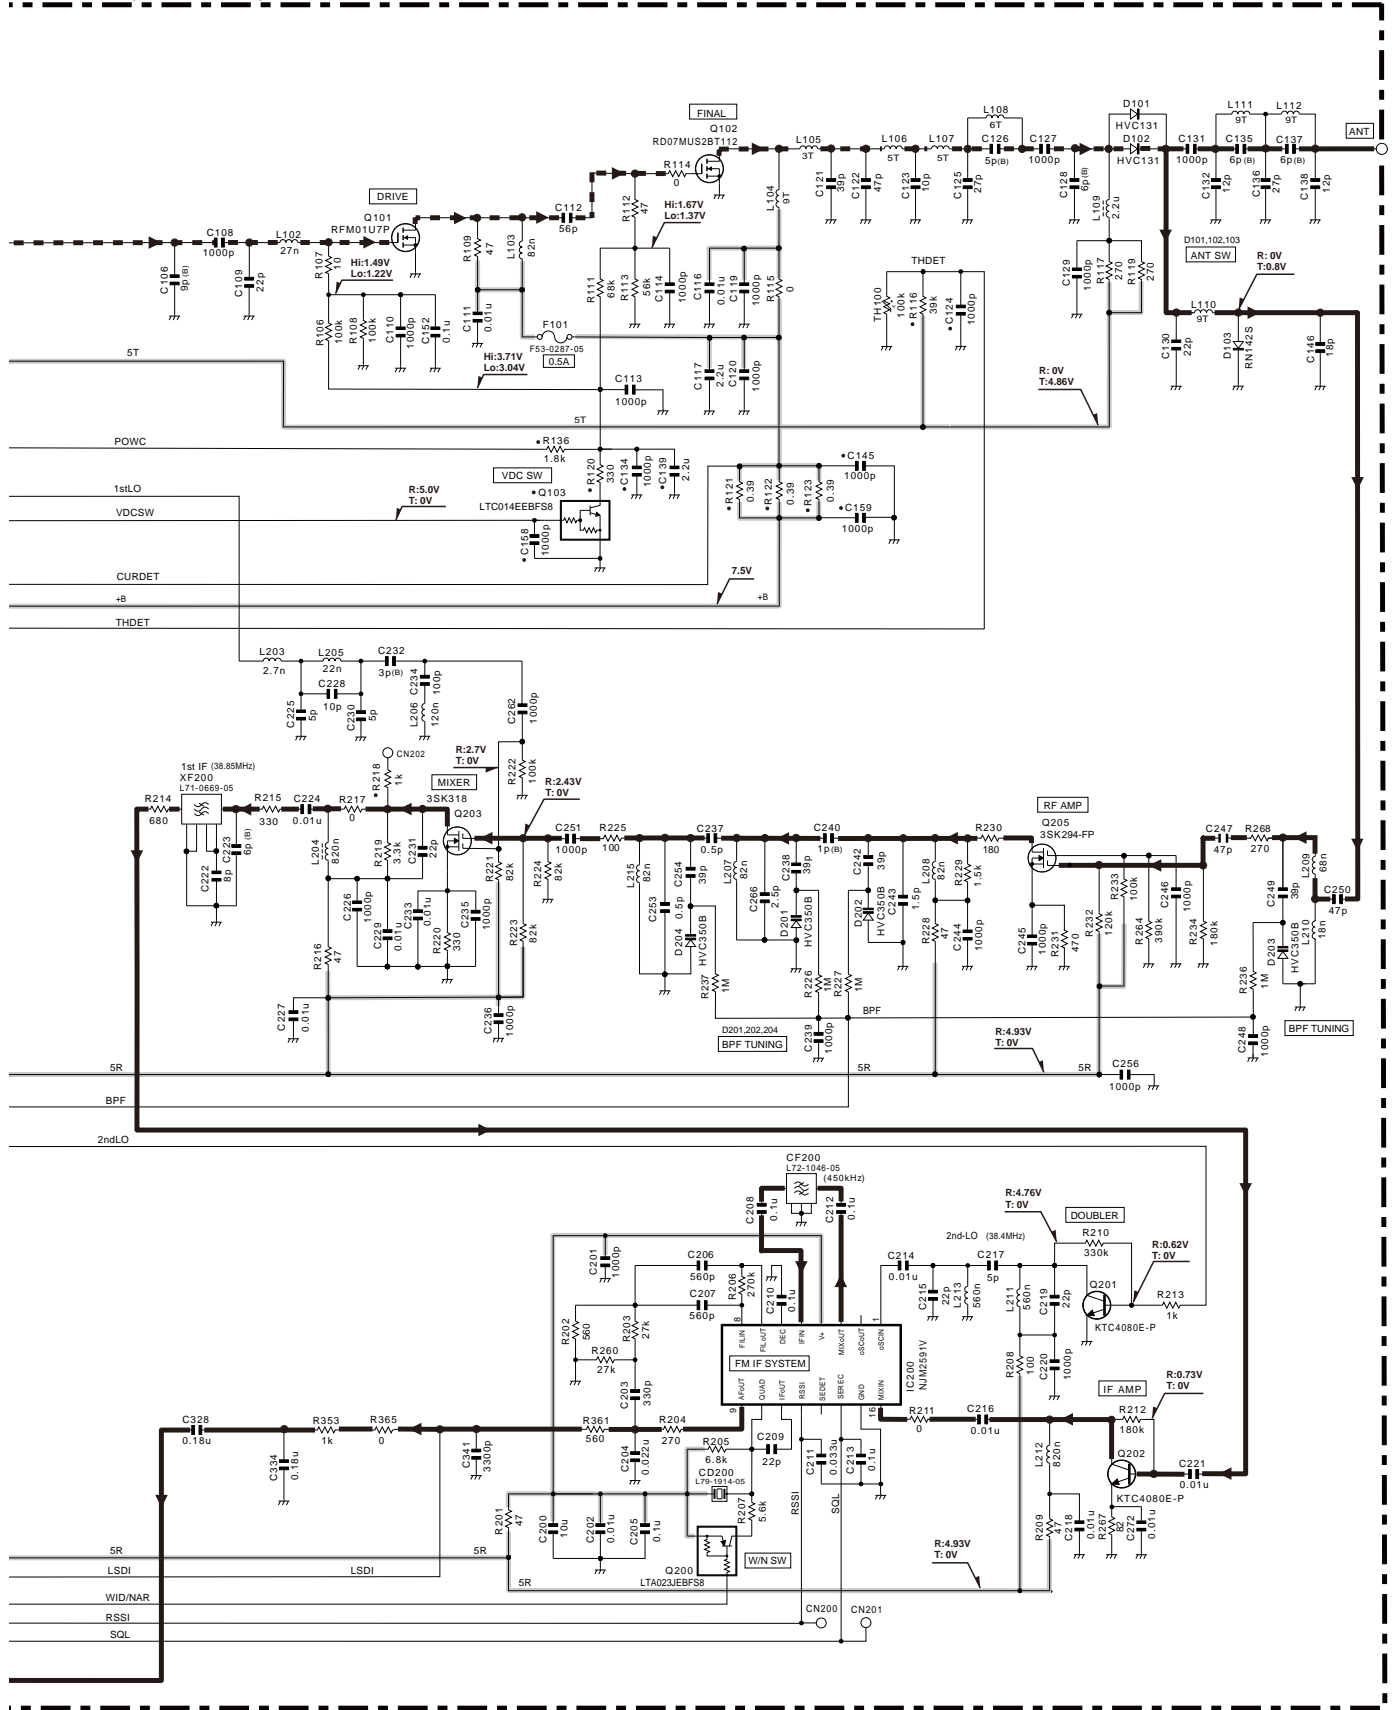 FINAL
Q102
RD07MUS2BT112
R114
0
DRIVE
Q101
RFM01U7P
C112
56p
C108
1000p
L102
27n
C106
9p(B)
C109
22p
R107
10
Hi:1.49V
Lo:1.22V
R109
47
L103
82n
R112
47
Hi:1.67V
Lo:1.37V
L104
9T
L105
3T
C121
39p
C122
47p
L106
5T
C123
10p
L107
5T
C125
27p
L108
6T
C126
5p(B)
C127
1000p
C128
6p(B)
D101
HVC131
D102
HVC131
L109
2.2u
C131
1000p
L111
9T
L112
9T
C135
6p(B)
C137
6p(B)
ANT
C132
12p
C136
27p
C138
12p
D101,102,103
ANT SW
R: 0V
T:0.8V
L110
9T
C130
22p
D103
RN142S
C146
18p
C129
1000p
R117
270
R119
270
THDET
TH100
100k
R116
39k
C124
1000p
R106
100k
R108
100k
C110
1000p
C152
0.1u
C111
0.01u
F101
F53-0287-05
0.5A
Hi:3.71V
Lo:3.04V
R111
68k
R113
56k
C114
1000p
C116
0.01u
C119
1000p
R115
0
C117
2.2u
C120
1000p
C113
1000p
5T
5T
R: 0V
T:4.86V
POWC
R136
1.8k
R120
330
C134
1000p
C139
2.2u
VDC SW
Q103
LTC014EEBFS8
C158
1000p
1stLO
R:5.0V
T: 0V
VDCSW
R121
0.39
R122
0.39
R123
0.39
C145
1000p
C159
1000p
CURDET
7.5V
+B
+B
THDET
L203
2.7n
L205
22n
C228
10p
C225
5p
C230
5p
C232
3p(B)
C234
100p
L206
120n
C262
1000p
CN202
R218
1k
R:2.7V
T: 0V
R222
100k
R:2.43V
T: 0V
MIXER
3SK318
Q203
1st IF (38.85MHz)
XF200
L71-0669-05
R214
680
R215
330
C224
0.01u
R217
0
C223
6p(B)
C222
8p
L204
820n
R219
3.3k
C231
22p
C226
1000p
C229
0.01u
C233
0.01u
R220
330
C235
1000p
R216
47
C227
0.01u
R221
82k
R223
82k
R224
82k
C236
1000p
C251
1000p
R225
100
L215
82n
C253
0.5p
C254
39p
D204
HVC350B
R237
1M
C237
0.5p
L207
82n
C266
2.5p
C238
39p
D201
HVC350B
R226
1M
C240
1p(B)
C242
39p
D202
HVC350B
R227
1M
C243
1.5p
L208
82n
R229
1.5k
R228
47
C244
1000p
R230
180
RF AMP
Q205
3SK294-FP
C245
1000p
R231
470
R232
120k
R233
100k
R264
390k
C246
1000p
R234
180k
C247
47p
R268
270
C249
39p
L209
68n
C250
47p
L210
18n
D203
HVC350B
R236
1M
C248
1000p
BPF TUNING
D201,202,204
BPF TUNING
C239
1000p
BPF
R:4.93V
T: 0V
5R
5R
5R
C256
1000p
BPF
2ndLO
CF200
L72-1046-05
(450kHz)
C208
0.1u
C212
0.1u
R:4.76V
T: 0V
DOUBLER
R210
330k
R:0.62V
T: 0V
Q201
KTC4080E-P
R213
1k
2nd-LO (38.4MHz)
C214
0.01u
C217
5p
C215
22p
L213
560n
L211
560n
C219
22p
R208
100
C220
1000p
C201
1000p
C206
560p
C207
560p
R206
270k
C210
0.1u
R202
560
R203
27k
R260
27k
C203
330p
8
1
FILIN
FILoUT
DEC
IFIN
V+
MIXoUT
oSCoUT
oSCIN
FM IF SYSTEM
AFoUT
QUAD
IFoUT
RSSI
SEDET
SEREC
GND
MIXIN
9
16
IC200
NJM2591V
IF AMP
R:0.73V
T: 0V
R211
0
C216
0.01u
R212
180k
L212
820n
Q202
KTC4080E-P
C221
0.01u
R209
47
C218
0.01u
R267
82
C272
0.01u
C328
0.18u
C334
0.18u
R353
1k
R365
0
C341
3300p
R361
560
R204
270
C204
0.022u
R205
6.8k
C209
22p
CD200
L79-1914-05
R207
5.6k
C211
0.033u
C213
0.1u
RSSI
SQL
R201
47
C200
10u
C202
0.01u
C205
0.1u
Q200
LTA023JEBFS8
W/N SW
R:4.93V
T: 0V
5R
5R
LSDI
LSDI
WID/NAR
RSSI
SQL
CN200
CN201